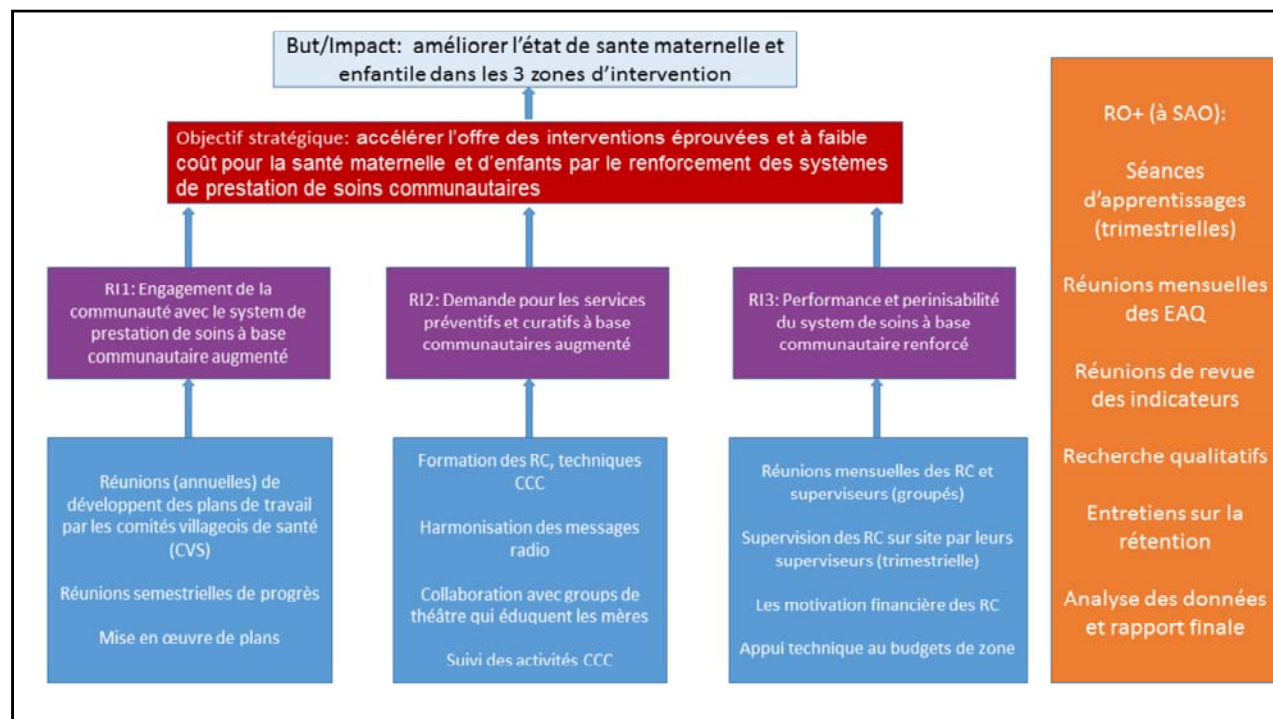 But/Impact:  améliorer l'état de sante maternelle et
enfantile dans les 3 zones d'intervention
Objectif stratégique: accélérer l'offre des interventions éprouvées et à faible
coût pour la santé maternelle et d'enfants par le renforcement des systèmes
de prestation de soins communautaires
RI1: Engagement de la
communauté avec le system de
prestation de soins à base
communautaire augmenté
RI2: Demande pour les services
préventifs et curatifs à base
communautaires augmenté
RI3: Performance et perinisabilité
du system de soins à base
communautaire renforcé
Réunions (annuelles) de
développent des plans de travail
par les comités villageois de santé
(CVS)
Réunions semestrielles de progrès
Mise en œuvre de plans
Formation des RC, techniques
CCC
Harmonisation des messages
radio
Collaboration avec groups de
théâtre qui éduquent les mères
Suivi des activités CCC
Réunions mensuelles des RC et
superviseurs (groupés)
Supervision des RC sur site par leurs
superviseurs (trimestrielle)
Les motivation financière des RC
Appui technique au budgets de zone
RO+ (à SAO):
Séances
d'apprentissages
(trimestrielles)
Réunions mensuelles
des EAQ
Réunions de revue
des indicateurs
Recherche qualitatifs
Entretiens sur la
rétention
Analyse des données
et rapport finale